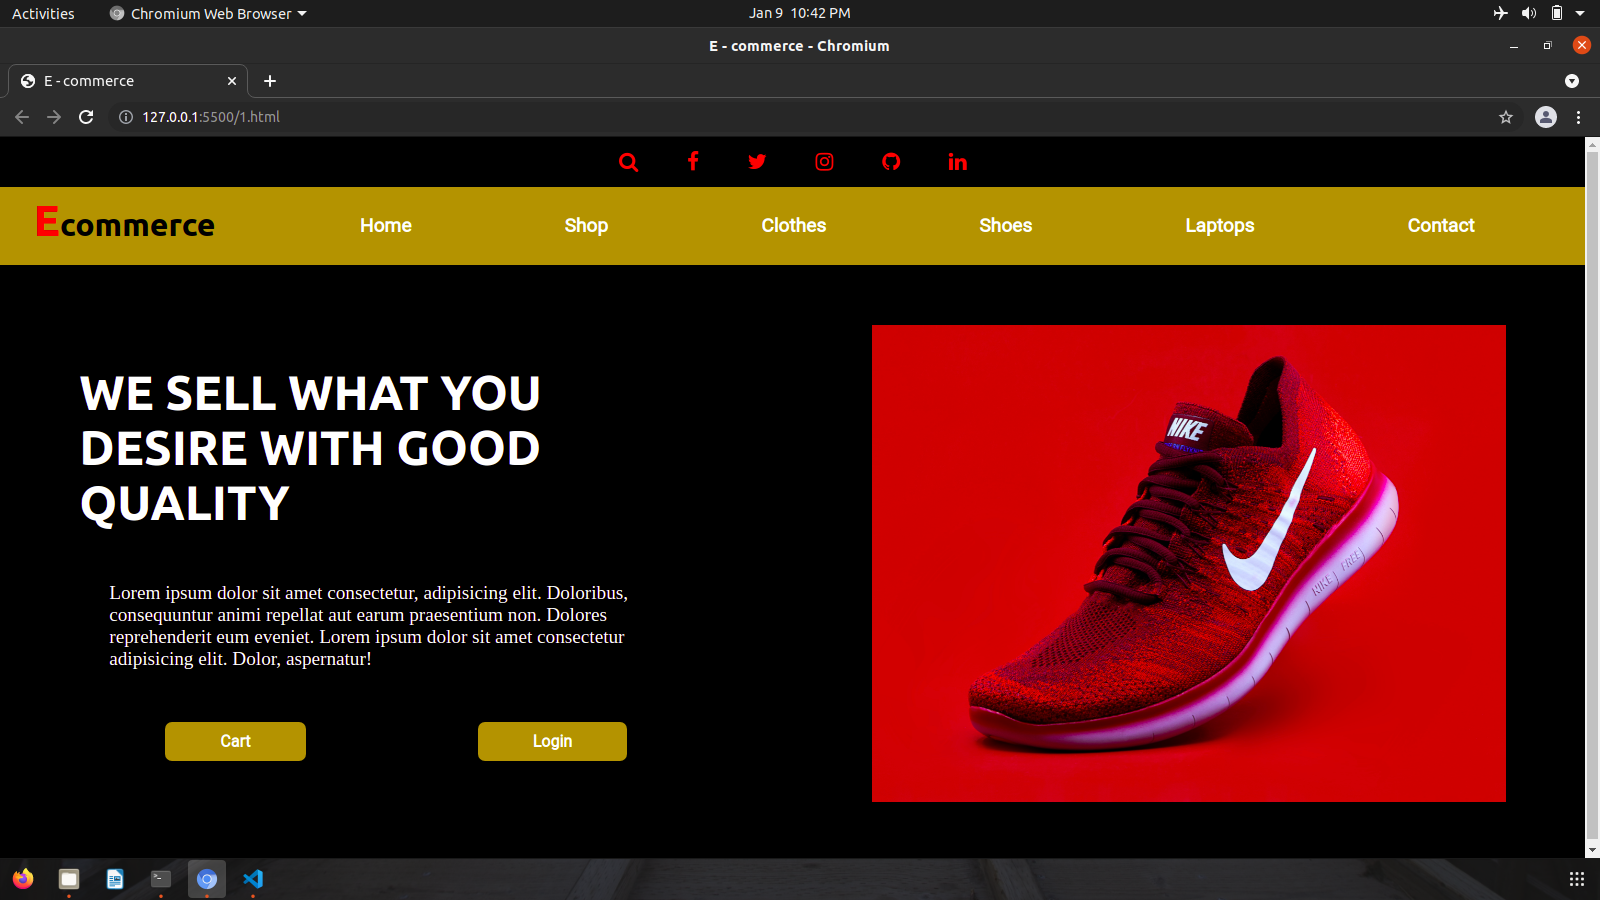 Activities
Chromium Web Browser
Jan 9 10:42 PM
E - commerce - Chromium
E - commerce
127.0.0.1:5500/1.html
Ecommerce
Home
Shop
Clothes
Shoes
Laptops
Contact
WE SELL WHAT YOU
DESIRE WITH GOOD
QUALITY
Lorem ipsum dolor sit amet consectetur, adipisicing elit. Doloribus,
consequuntur animi repellat aut earum praesentium non. Dolores
reprehenderit eum eveniet. Lorem ipsum dolor sit amet consectetur
adipisicing elit. Dolor, aspernatur!
Cart
Login
NIKE
NIKE FREE